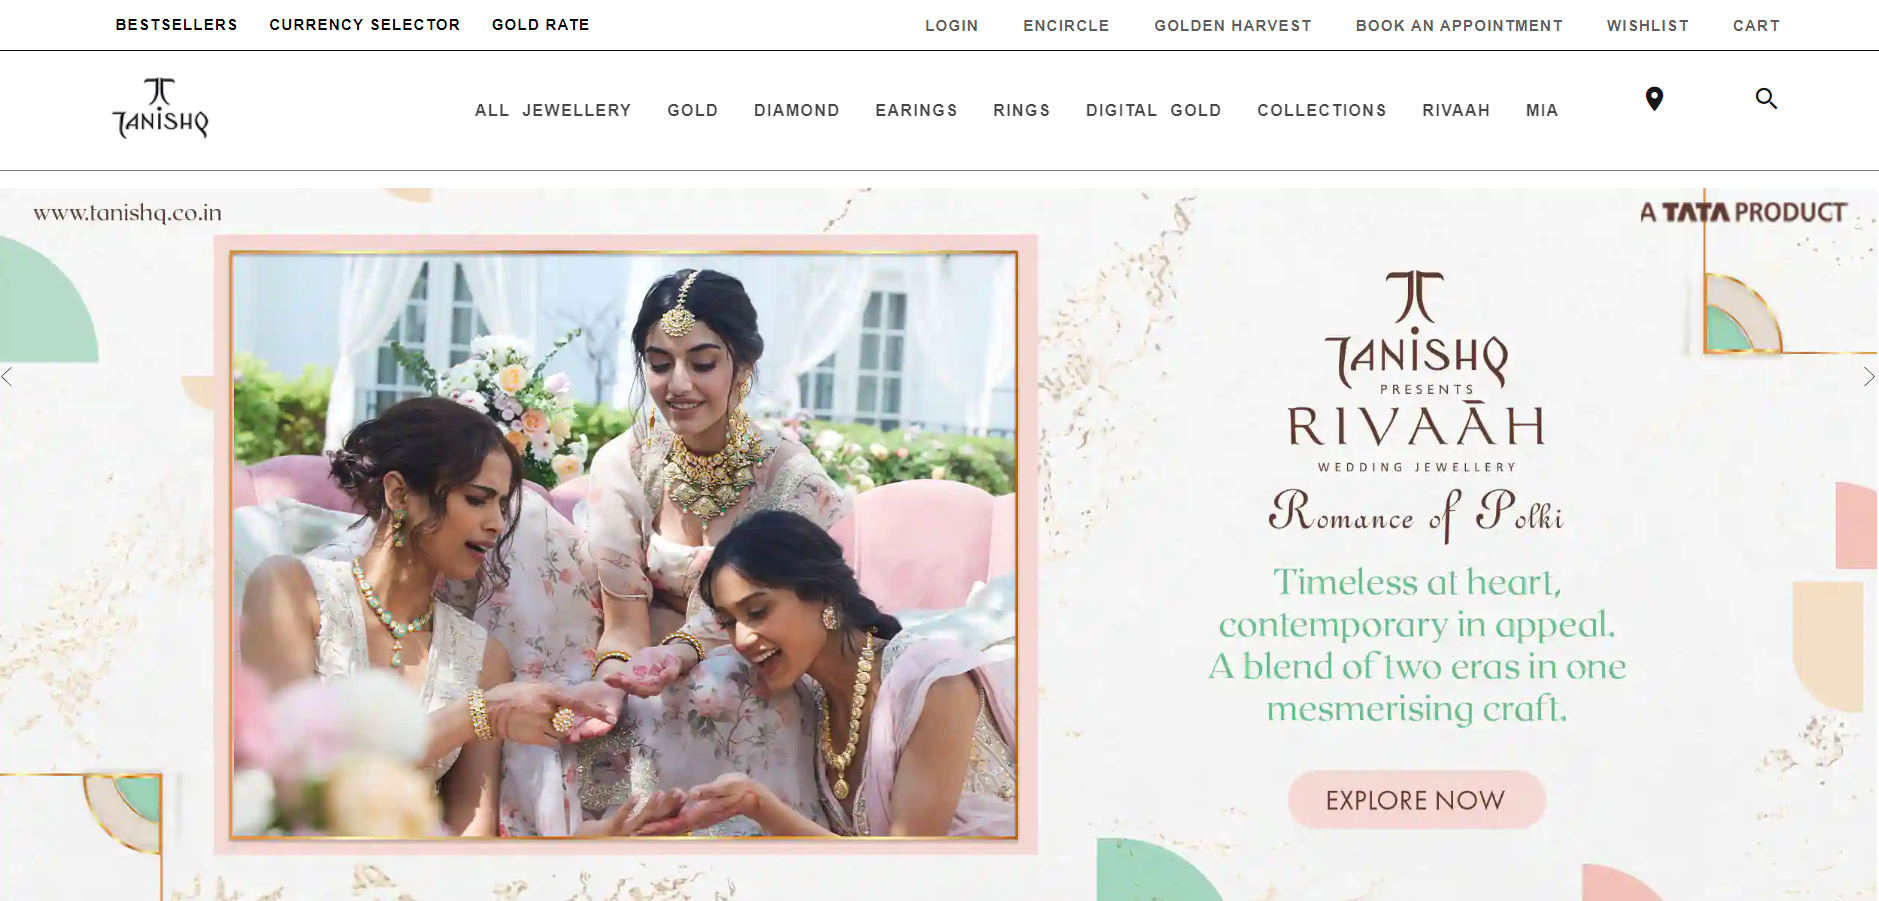 BESTSELLERS CURRENCY SELECTOR GOLD RATE LOGIN ENCIRCLE GOLDEN HARVEST BOOK AN APPOINTMENT WISHLIST CART
TANISHQ
ALL JEWELLERY GOLD DIAMOND EARINGS RINGS DIGITAL GOLD COLLECTIONS RIVAAH MIA
www.tanishq.co.in
A TATA PRODUCT
TANISHQ
PRESENTS
RIVAĀH
WEDDING JEWELLERY
Romance of Polki
Timeless at heart,
contemporary in appeal.
A blend of two eras in one
mesmerising craft.
EXPLORE NOW